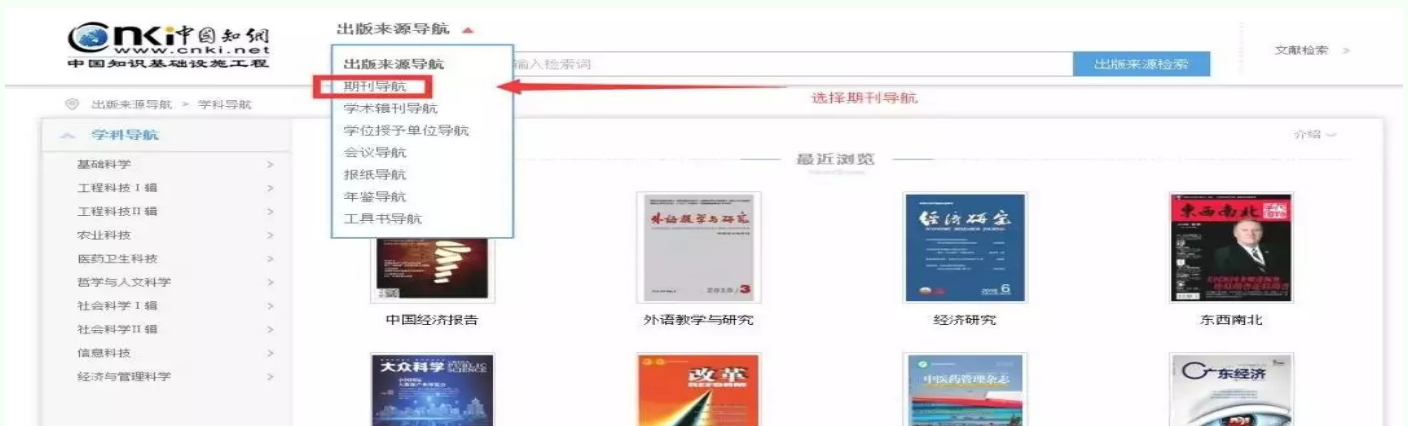 cnki中国知网
www.cnki.net
中国知识基础设施工程
出版来源导航
出版来源导航
期刊导航
学术辑刊导航
学位授予单位导航
会议导航
报纸导航
年鉴导航
工具书导航
输入检索词
出版来源检索
文献检索 >
选择期刊导航
出版来源导航 > 学科导航
学科导航
基础科学 >
工程科技 I 辑 >
工程科技II 辑 >
农业科技 >
医药卫生科技 >
哲学与人文科学 >
社会科学 I 辑 >
社会科学II 辑 >
信息科技 >
经济与管理科学 >
介绍
最近浏览
外语教学与研究
2019/3
经济研究
2019 6
东西南北
中国经济报告
外语教学与研究
经济研究
东西南北
大众科学 PUBLIC SCIENCE
改革
中医药管理杂志
广东经济